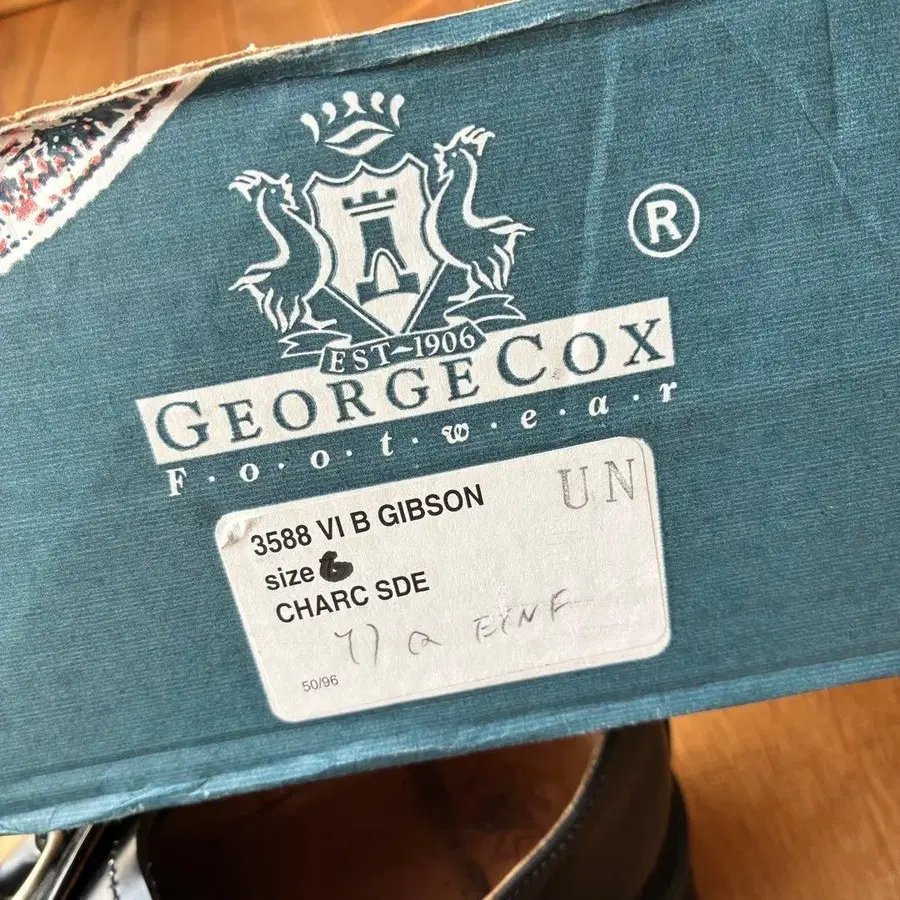 EST-1906
GEORGECOX
F·o·o·t·w·e·a·r
®
3588 VI B GIBSON
UN
size
CHARC SDE
50/96